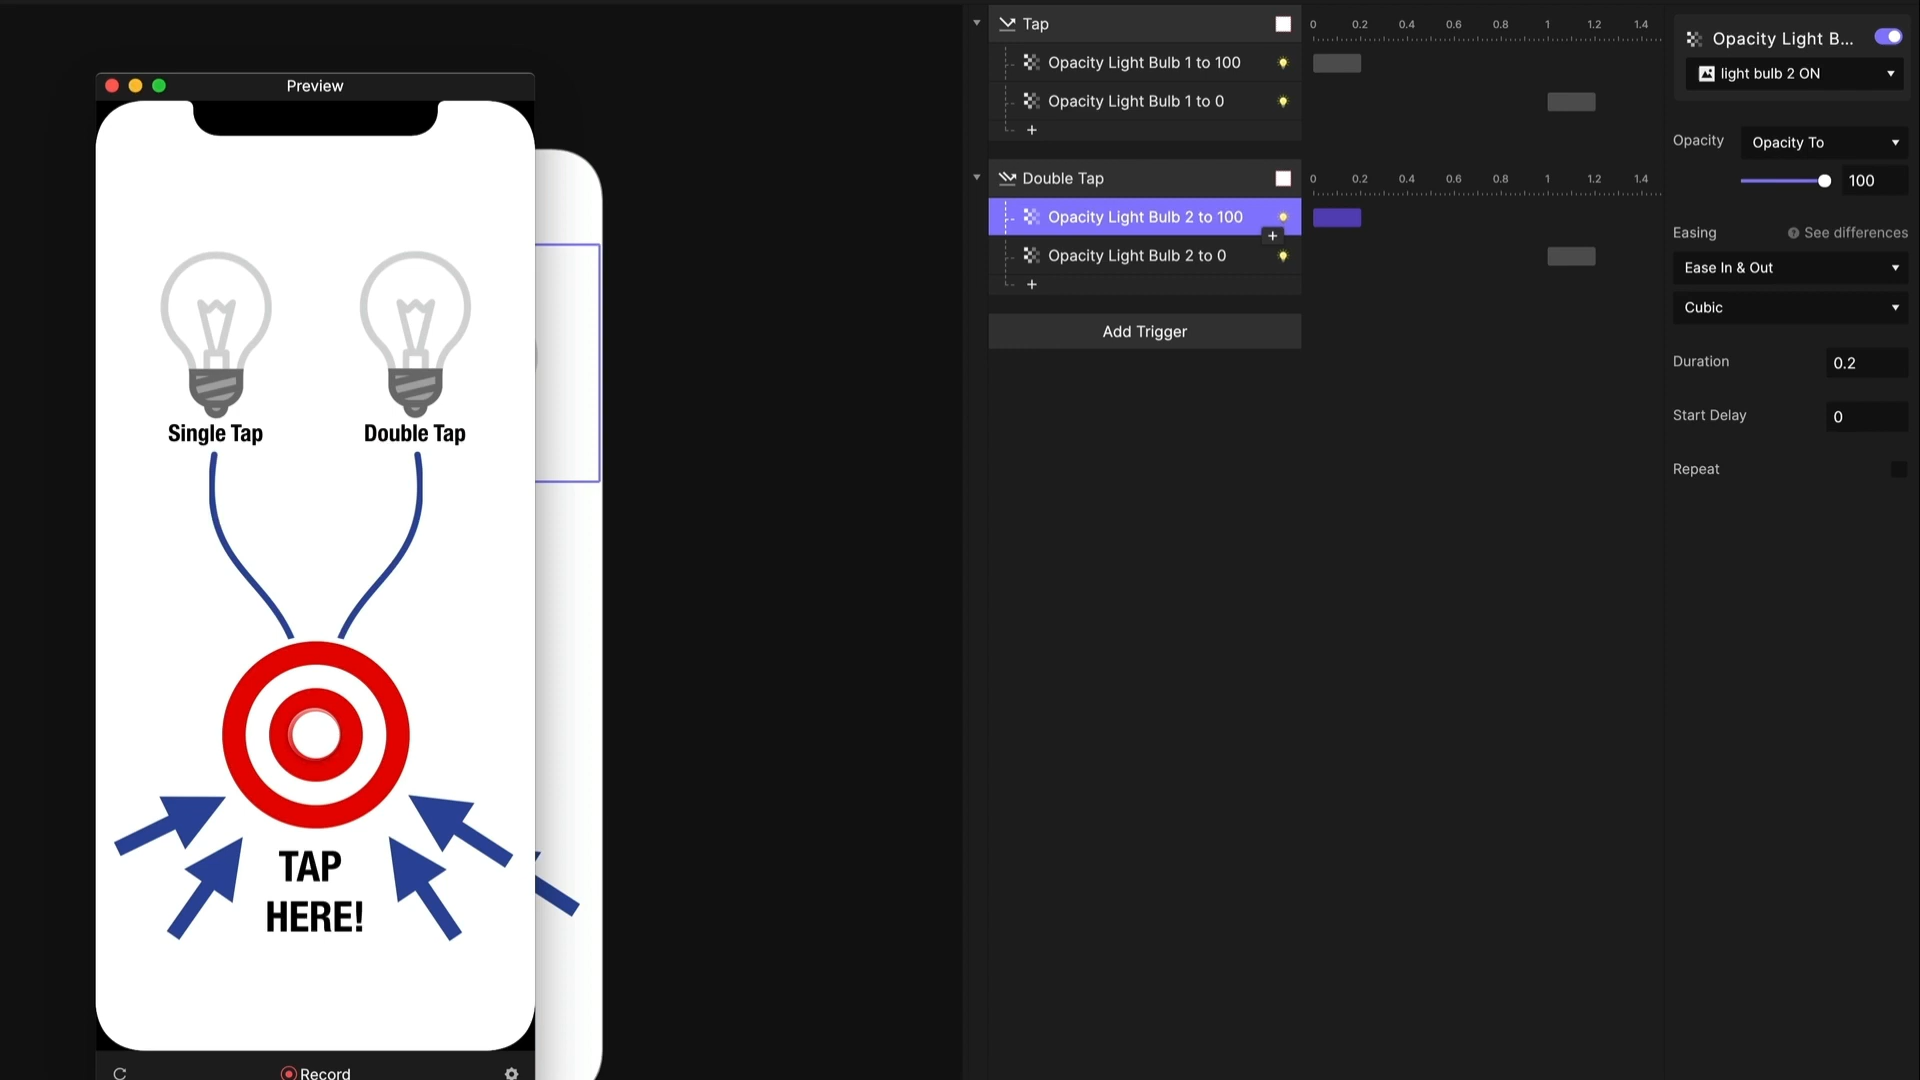 Preview
Single Tap
Double Tap
TAP
HERE!
Record
Tap
0 0.2 0.4 0.6 0.8 1 1.2 1.4
Opacity Light Bulb 1 to 100
Opacity Light Bulb 1 to 0
+
Double Tap
0 0.2 0.4 0.6 0.8 1 1.2 1.4
Opacity Light Bulb 2 to 100
+
Opacity Light Bulb 2 to 0
+
Add Trigger
Opacity Light B...
light bulb 2 ON
Opacity Opacity To
100
Easing ? See differences
Ease In & Out
Cubic
Duration 0.2
Start Delay 0
Repeat